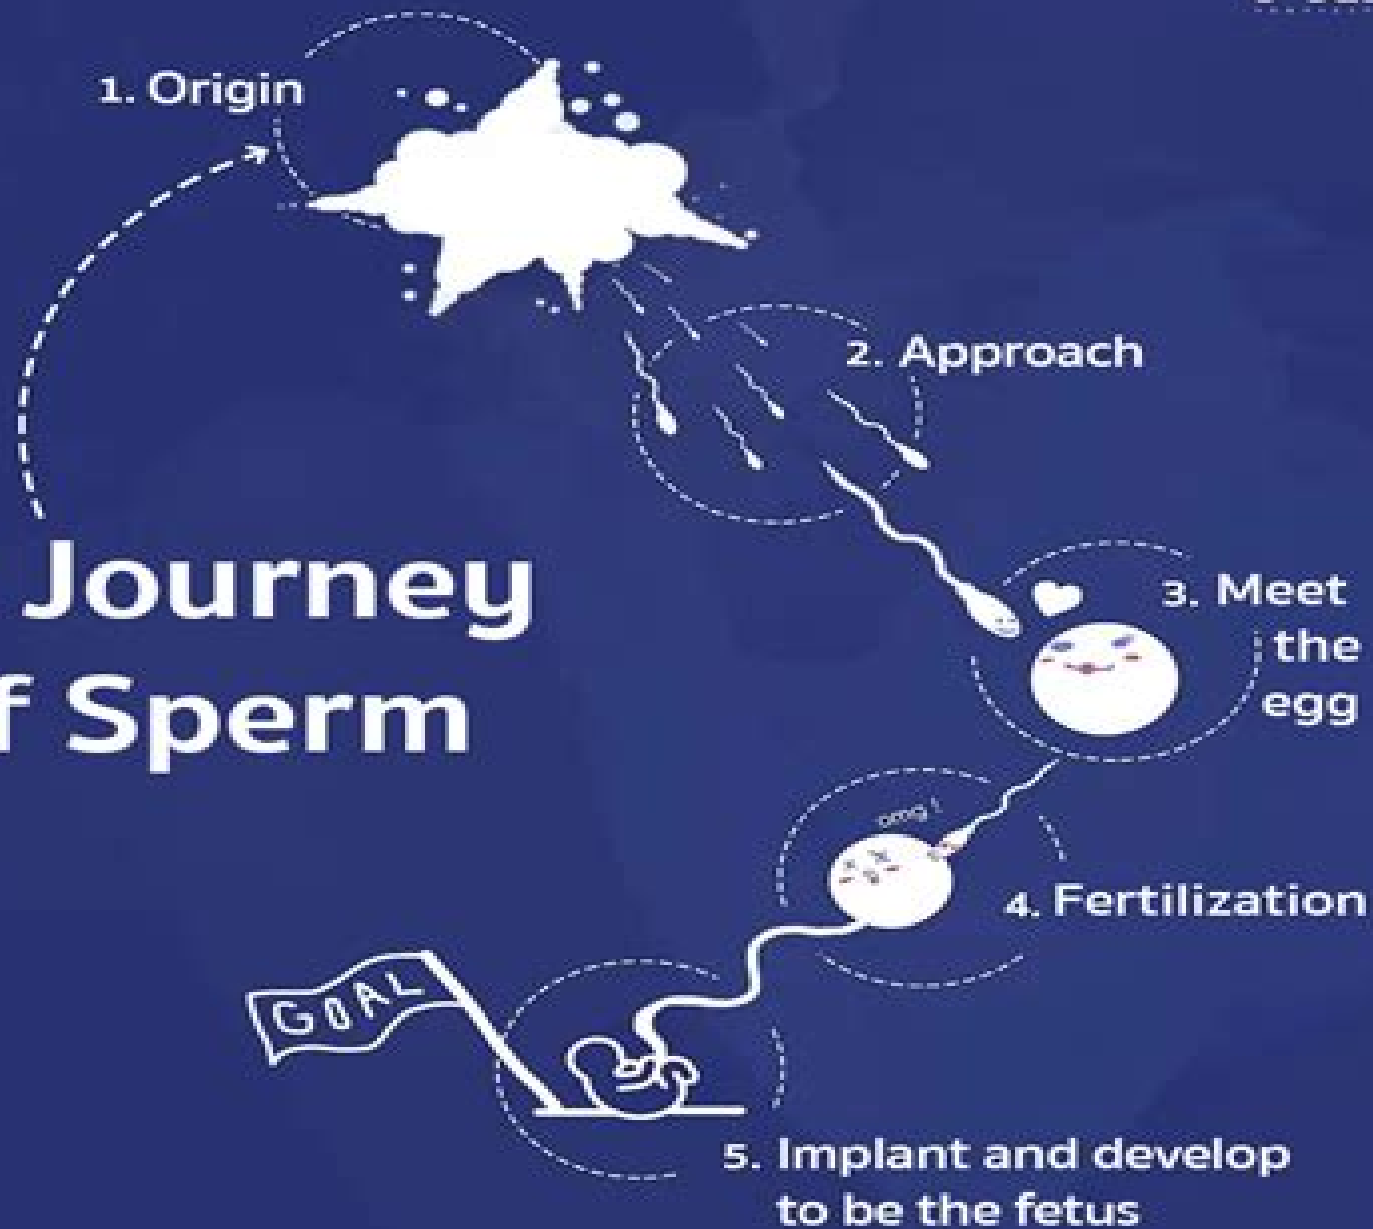 1. Origin
2. Approach
Journey
f Sperm
3. Meet
the
egg
omg !
4. Fertilization
GOAL
5. Implant and develop
to be the fetus